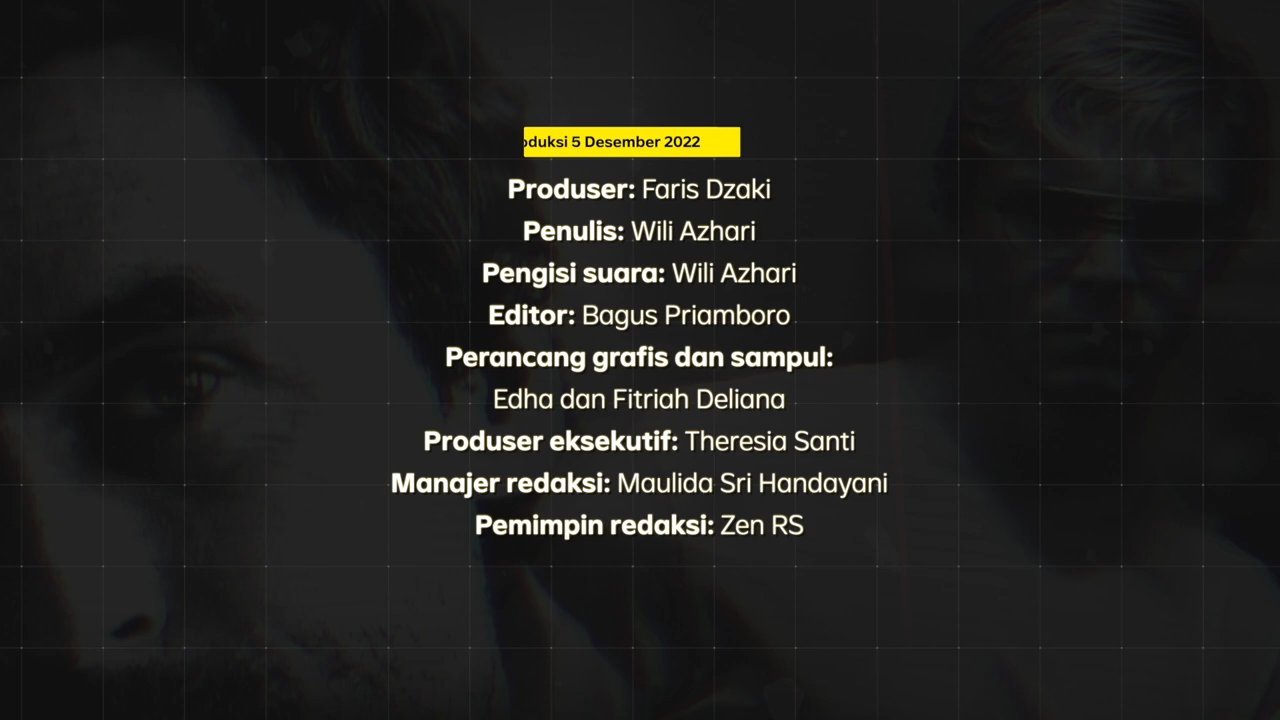 oduksi 5 Desember 2022
Produser: Faris Dzaki
Penulis: Wili Azhari
Pengisi suara: Wili Azhari
Editor: Bagus Priamboro
Perancang grafis dan sampul:
Edha dan Fitriah Deliana
Produser eksekutif: Theresia Santi
Manajer redaksi: Maulida Sri Handayani
Pemimpin redaksi: Zen RS